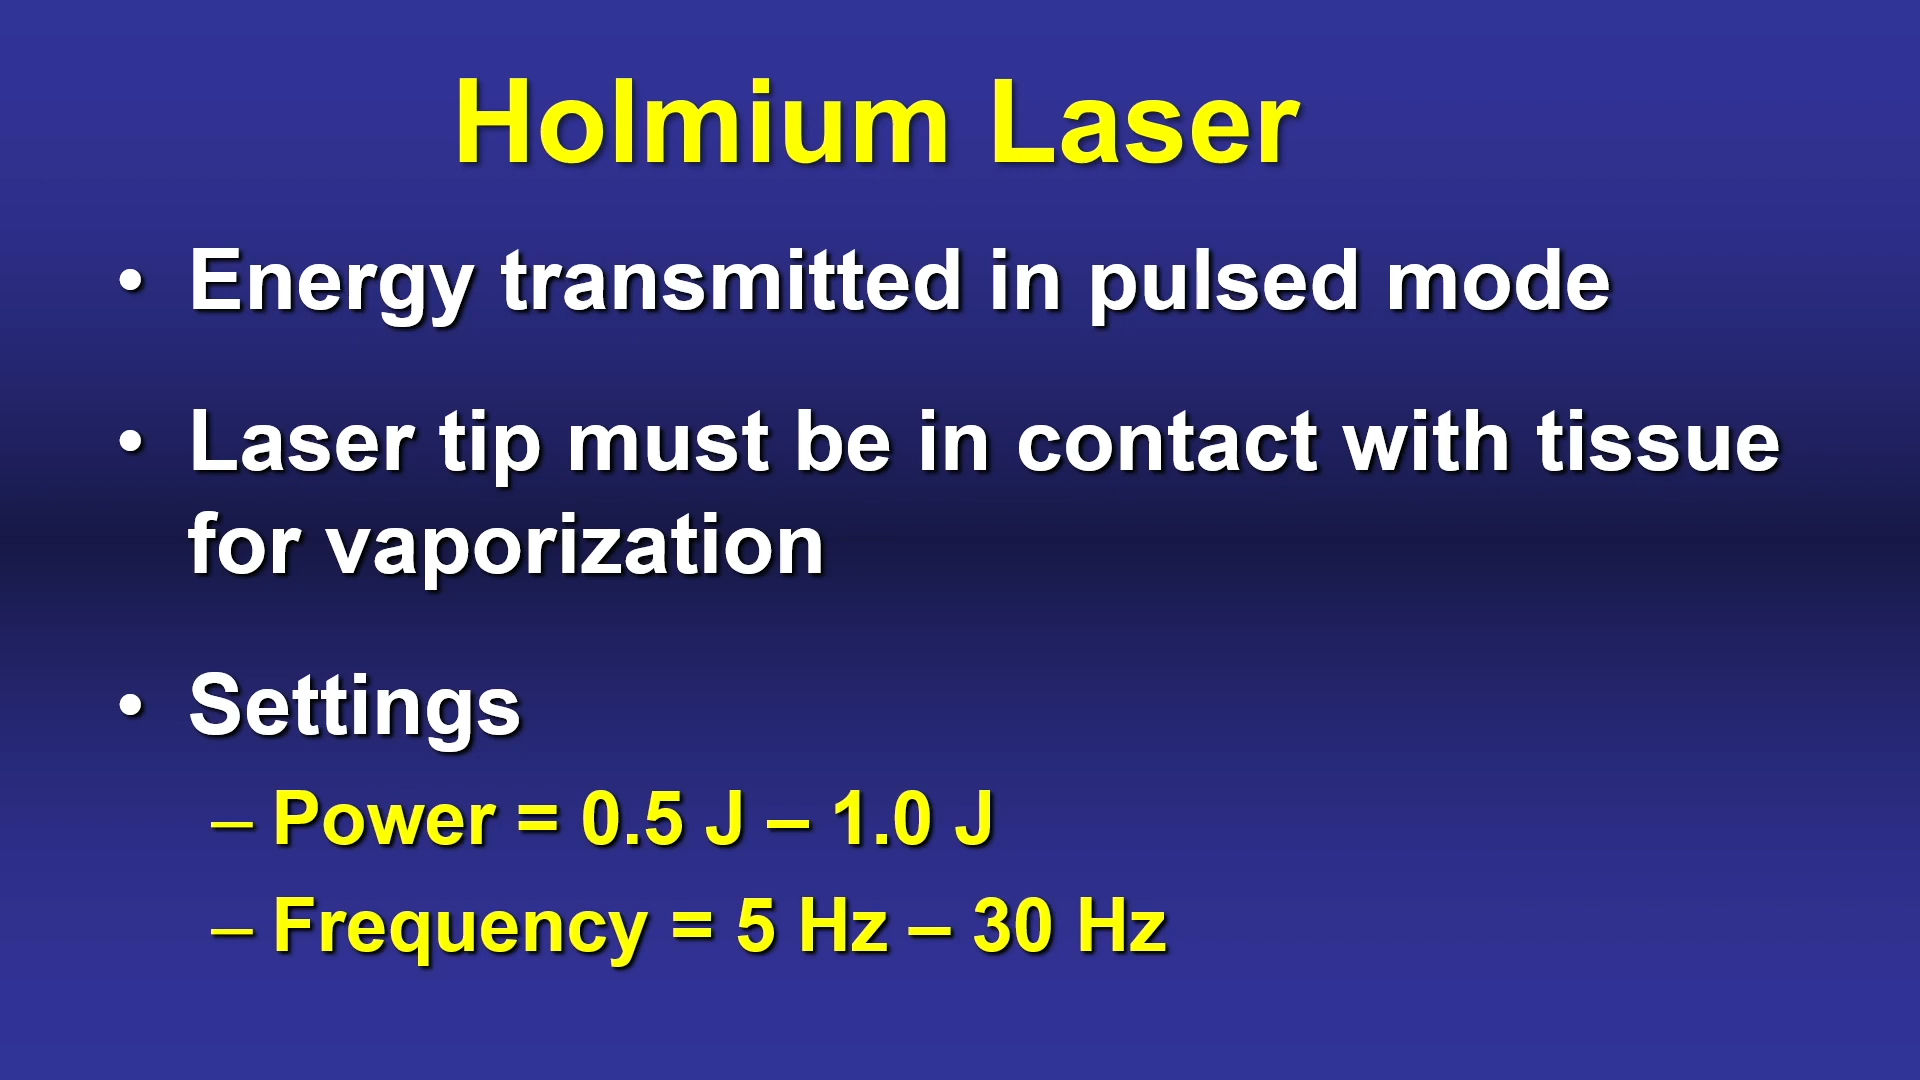 Holmium Laser
• Energy transmitted in pulsed mode
• Laser tip must be in contact with tissue
for vaporization
• Settings
– Power = 0.5 J – 1.0 J
– Frequency = 5 Hz – 30 Hz